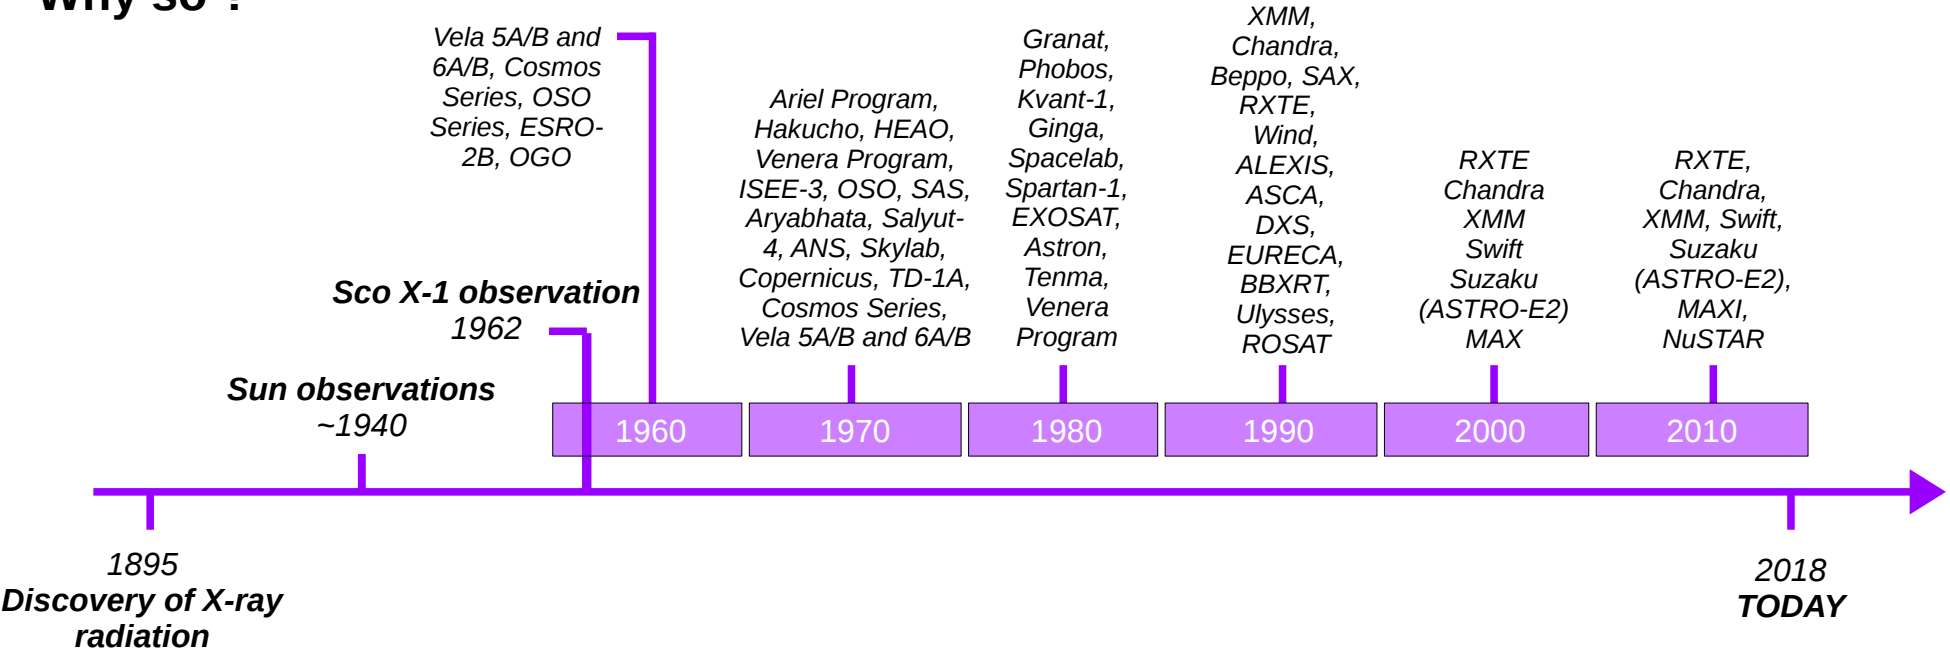 Why so ?
Vela 5A/B and
6A/B, Cosmos
Series, OSO
Series, ESRO-
2B, OGO
Ariel Program,
Hakucho, HEAO,
Venera Program,
ISEE-3, OSO, SAS,
Aryabhata, Salyut-
4, ANS, Skylab,
Copernicus, TD-1A,
Cosmos Series,
Vela 5A/B and 6A/B
Granat,
Phobos,
Kvant-1,
Ginga,
Spacelab,
Spartan-1,
EXOSAT,
Astron,
Tenma,
Venera
Program
XMM,
Chandra,
Beppo, SAX,
RXTE,
Wind,
ALEXIS,
ASCA,
DXS,
EURECA,
BBXRT,
Ulysses,
ROSAT
RXTE
Chandra
XMM
Swift
Suzaku
(ASTRO-E2)
MAX
RXTE,
Chandra,
XMM, Swift,
Suzaku
(ASTRO-E2),
MAXI,
NuSTAR
Sco X-1 observation
1962
Sun observations
~1940
1960
1970
1980
1990
2000
2010
1895
Discovery of X-ray
radiation
2018
TODAY